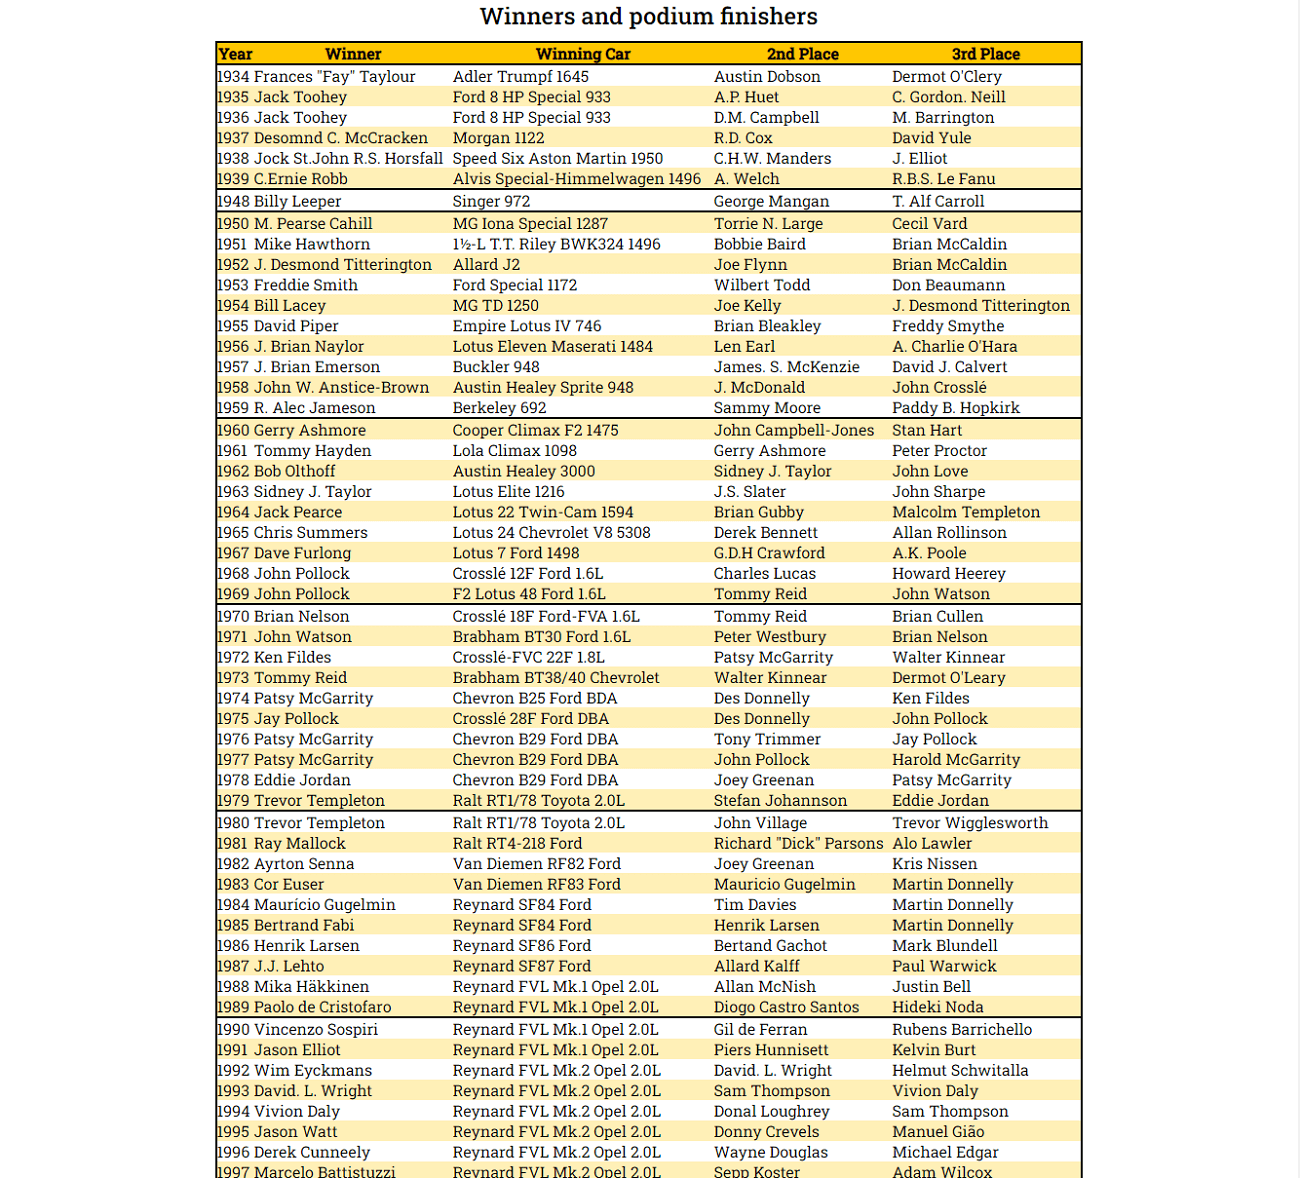 Winners and podium finishers
Year Winner Winning Car 2nd Place 3rd Place
1934 Frances "Fay" Taylour Adler Trumpf 1645 Austin Dobson Dermot O'Clery
1935 Jack Toohey Ford 8 HP Special 933 A.P. Huet C. Gordon. Neill
1936 Jack Toohey Ford 8 HP Special 933 D.M. Campbell M. Barrington
1937 Desomnd C. McCracken Morgan 1122 R.D. Cox David Yule
1938 Jock St.John R.S. Horsfall Speed Six Aston Martin 1950 C.H.W. Manders J. Elliot
1939 C.Ernie Robb Alvis Special-Himmelwagen 1496 A. Welch R.B.S. Le Fanu
1948 Billy Leeper Singer 972 George Mangan T. Alf Carroll
1950 M. Pearse Cahill MG Iona Special 1287 Torrie N. Large Cecil Vard
1951 Mike Hawthorn 1½-L T.T. Riley BWK324 1496 Bobbie Baird Brian McCaldin
1952 J. Desmond Titterington Allard J2 Joe Flynn Brian McCaldin
1953 Freddie Smith Ford Special 1172 Wilbert Todd Don Beaumann
1954 Bill Lacey MG TD 1250 Joe Kelly J. Desmond Titterington
1955 David Piper Empire Lotus IV 746 Brian Bleakley Freddy Smythe
1956 J. Brian Naylor Lotus Eleven Maserati 1484 Len Earl A. Charlie O'Hara
1957 J. Brian Emerson Buckler 948 James. S. McKenzie David J. Calvert
1958 John W. Anstice-Brown Austin Healey Sprite 948 J. McDonald John Crosslé
1959 R. Alec Jameson Berkeley 692 Sammy Moore Paddy B. Hopkirk
1960 Gerry Ashmore Cooper Climax F2 1475 John Campbell-Jones Stan Hart
1961 Tommy Hayden Lola Climax 1098 Gerry Ashmore Peter Proctor
1962 Bob Olthoff Austin Healey 3000 Sidney J. Taylor John Love
1963 Sidney J. Taylor Lotus Elite 1216 J.S. Slater John Sharpe
1964 Jack Pearce Lotus 22 Twin-Cam 1594 Brian Gubby Malcolm Templeton
1965 Chris Summers Lotus 24 Chevrolet V8 5308 Derek Bennett Allan Rollinson
1967 Dave Furlong Lotus 7 Ford 1498 G.D.H Crawford A.K. Poole
1968 John Pollock Crosslé 12F Ford 1.6L Charles Lucas Howard Heerey
1969 John Pollock F2 Lotus 48 Ford 1.6L Tommy Reid John Watson
1970 Brian Nelson Crosslé 18F Ford-FVA 1.6L Tommy Reid Brian Cullen
1971 John Watson Brabham BT30 Ford 1.6L Peter Westbury Brian Nelson
1972 Ken Fildes Crosslé-FVC 22F 1.8L Patsy McGarrity Walter Kinnear
1973 Tommy Reid Brabham BT38/40 Chevrolet Walter Kinnear Dermot O'Leary
1974 Patsy McGarrity Chevron B25 Ford BDA Des Donnelly Ken Fildes
1975 Jay Pollock Crosslé 28F Ford DBA Des Donnelly John Pollock
1976 Patsy McGarrity Chevron B29 Ford DBA Tony Trimmer Jay Pollock
1977 Patsy McGarrity Chevron B29 Ford DBA John Pollock Harold McGarrity
1978 Eddie Jordan Chevron B29 Ford DBA Joey Greenan Patsy McGarrity
1979 Trevor Templeton Ralt RT1/78 Toyota 2.0L Stefan Johannson Eddie Jordan
1980 Trevor Templeton Ralt RT1/78 Toyota 2.0L John Village Trevor Wigglesworth
1981 Ray Mallock Ralt RT4-218 Ford Richard "Dick" Parsons Alo Lawler
1982 Ayrton Senna Van Diemen RF82 Ford Joey Greenan Kris Nissen
1983 Cor Euser Van Diemen RF83 Ford Mauricio Gugelmin Martin Donnelly
1984 Maurício Gugelmin Reynard SF84 Ford Tim Davies Martin Donnelly
1985 Bertrand Fabi Reynard SF84 Ford Henrik Larsen Martin Donnelly
1986 Henrik Larsen Reynard SF86 Ford Bertand Gachot Mark Blundell
1987 J.J. Lehto Reynard SF87 Ford Allard Kalff Paul Warwick
1988 Mika Häkkinen Reynard FVL Mk.1 Opel 2.0L Allan McNish Justin Bell
1989 Paolo de Cristofaro Reynard FVL Mk.1 Opel 2.0L Diogo Castro Santos Hideki Noda
1990 Vincenzo Sospiri Reynard FVL Mk.1 Opel 2.0L Gil de Ferran Rubens Barrichello
1991 Jason Elliot Reynard FVL Mk.1 Opel 2.0L Piers Hunnisett Kelvin Burt
1992 Wim Eyckmans Reynard FVL Mk.2 Opel 2.0L David. L. Wright Helmut Schwitalla
1993 David. L. Wright Reynard FVL Mk.2 Opel 2.0L Sam Thompson Vivion Daly
1994 Vivion Daly Reynard FVL Mk.2 Opel 2.0L Donal Loughrey Sam Thompson
1995 Jason Watt Reynard FVL Mk.2 Opel 2.0L Donny Crevels Manuel Gião
1996 Derek Cunneely Reynard FVL Mk.2 Opel 2.0L Wayne Douglas Michael Edgar
1997 Marcelo Battistuzzi Reynard FVL Mk.2 Opel 2.0L Sepp Koster Adam Wilcox